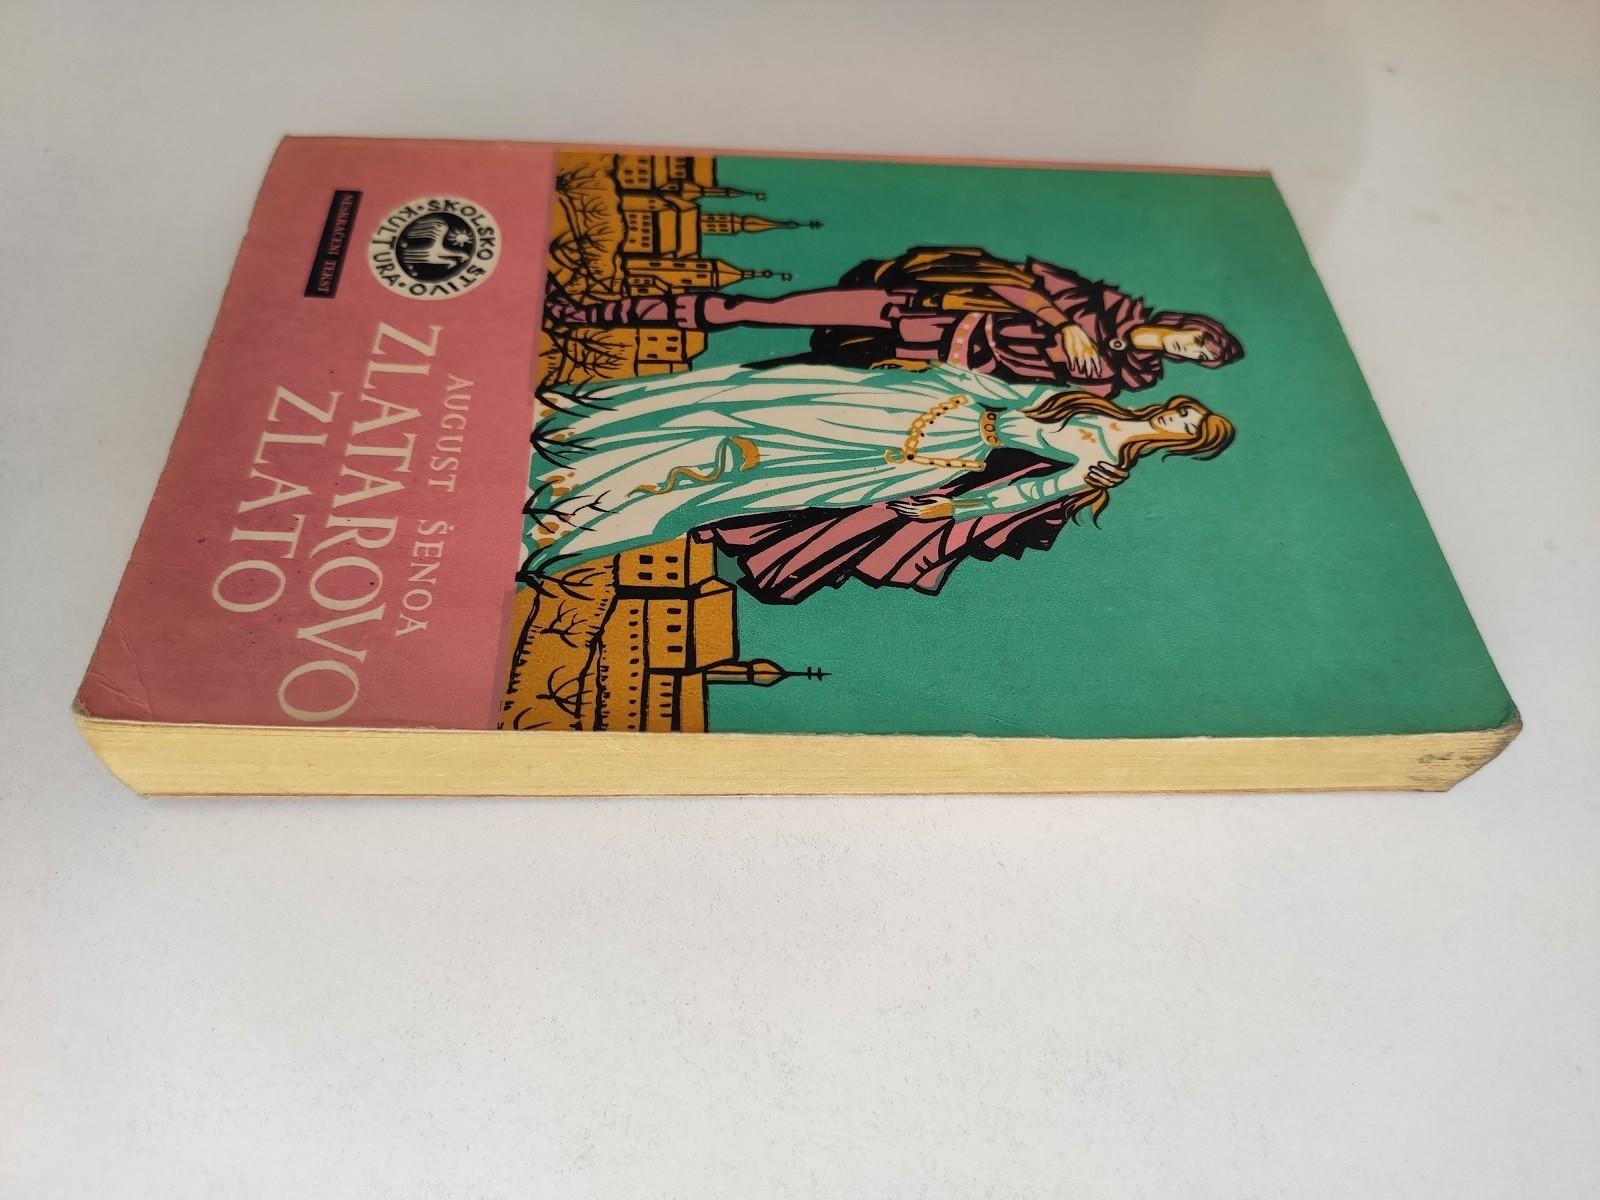 AUGUST ŠENOA
ZLATAROVO
ZLATO
ŠKOLSKO ŠTIVO
• KULTURA •
NESKRAĆENI TEKST